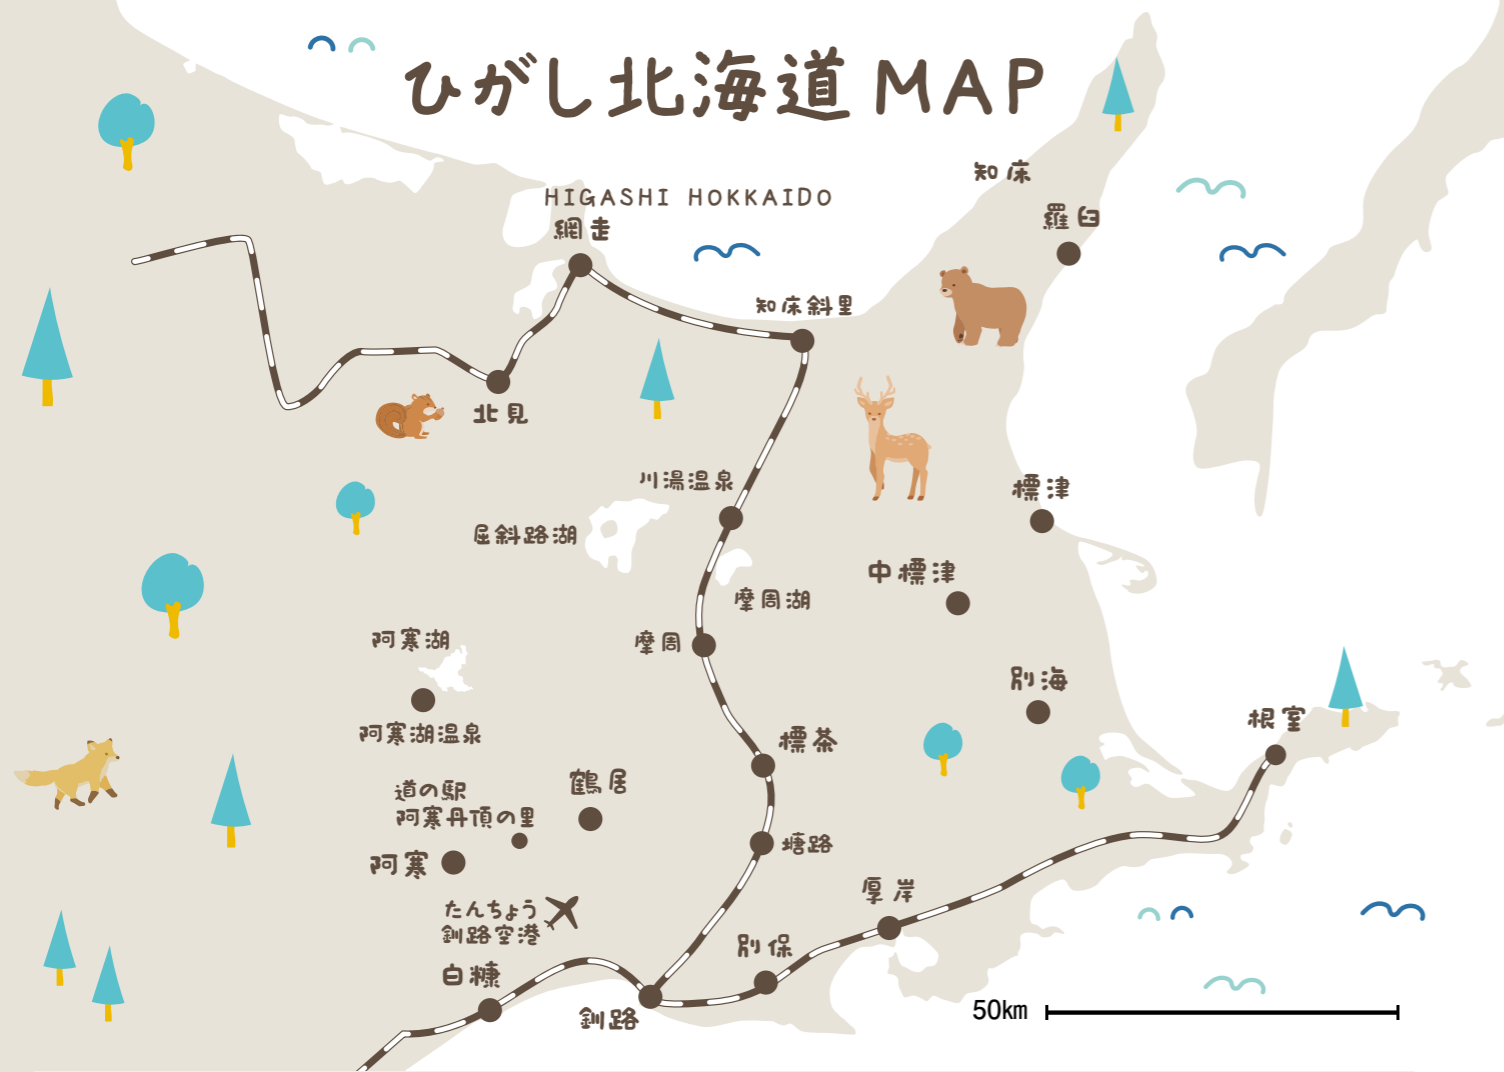 ひがし北海道 MAP
HIGASHI HOKKAIDO
知床
羅臼
網走
知床斜里
北見
川湯温泉
屈斜路湖
標津
中標津
摩周湖
摩周
阿寒湖
阿寒湖温泉
別海
根室
標茶
鶴居
道の駅
阿寒丹頂の里
阿寒
塘路
厚岸
たんちょう
釧路空港
別保
白糠
釧路
50km